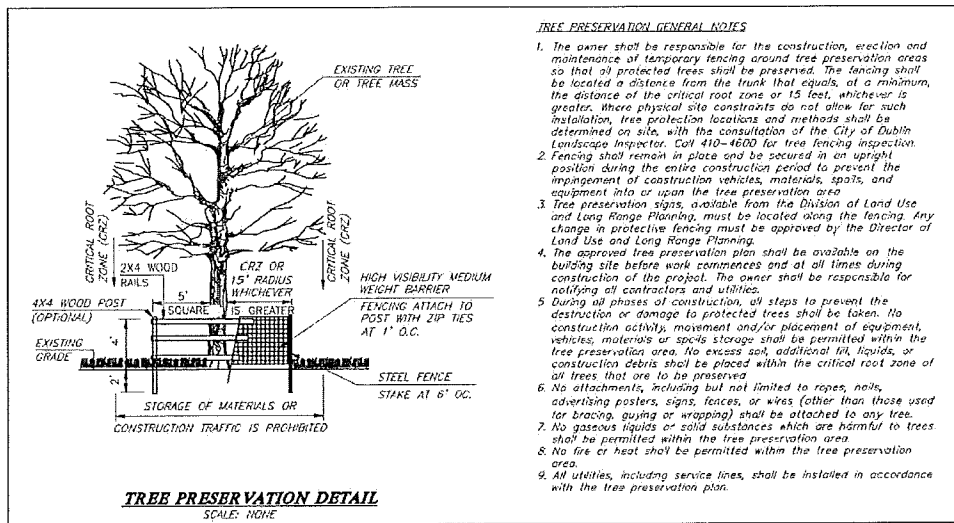 EXISTING TREE
OR TREE MASS
CRITICAL ROOT
ZONE (CRZ)
2X4 WOOD
RAILS
CRZ OR
15' RADIUS
WHICHEVER
IS GREATER
CRITICAL ROOT
ZONE (CRZ)
5'
SQUARE
4X4 WOOD POST
(OPTIONAL)
HIGH VISIBILITY MEDIUM
WEIGHT BARRIER
FENCING ATTACH TO
POST WITH ZIP TIES
AT 1' O.C.
4'
EXISTING
GRADE
2'
STEEL FENCE
STAKE AT 6' OC.
STORAGE OF MATERIALS OR
CONSTRUCTION TRAFFIC IS PROHIBITED
TREE PRESERVATION DETAIL
SCALE: NONE
TREE PRESERVATION GENERAL NOTES
1. The owner shall be responsible for the construction, erection and
maintenance of temporary fencing around tree preservation areas
so that all protected trees shall be preserved. The fencing shall
be located a distance from the trunk that equals, at a minimum,
the distance of the critical root zone or 15 feet, whichever is
greater. Where physical site constraints do not allow for such
installation, tree protection locations and methods shall be
determined on site, with the consultation of the City of Dublin
Landscape Inspector. Call 410-4600 for tree fencing inspection.
2. Fencing shall remain in place and be secured in an upright
position during the entire construction period to prevent the
impingement of construction vehicles, materials, spoils, and
equipment into or upon the tree preservation area
3. Tree preservation signs, available from the Division of Land Use
and Long Range Planning, must be located along the fencing. Any
change in protective fencing must be approved by the Director of
Land Use and Long Range Planning.
4. The approved tree preservation plan shall be available on the
building site before work commences and at all times during
construction of the project. The owner shall be responsible for
notifying all contractors and utilities.
5 During all phases of construction, all steps to prevent the
destruction or damage to protected trees shall be taken. No
construction activity, movement and/or placement of equipment,
vehicles, materials or spoils storage shall be permitted within the
tree preservation area. No excess soil, additional fill, liquids, or
construction debris shall be placed within the critical root zone of
all trees that are to be preserved
6. No attachments, including but not limited to ropes, nails,
advertising posters, signs, fences, or wires (other than those used
for bracing, guying or wrapping) shall be attached to any tree.
7. No gaseous liquids or solid substances which are harmful to trees
shall be permitted within the tree preservation area.
8. No fire or heat shall be permitted within the tree preservation
area.
9. All utilities, including service lines, shall be installed in accordance
with the tree preservation plan.